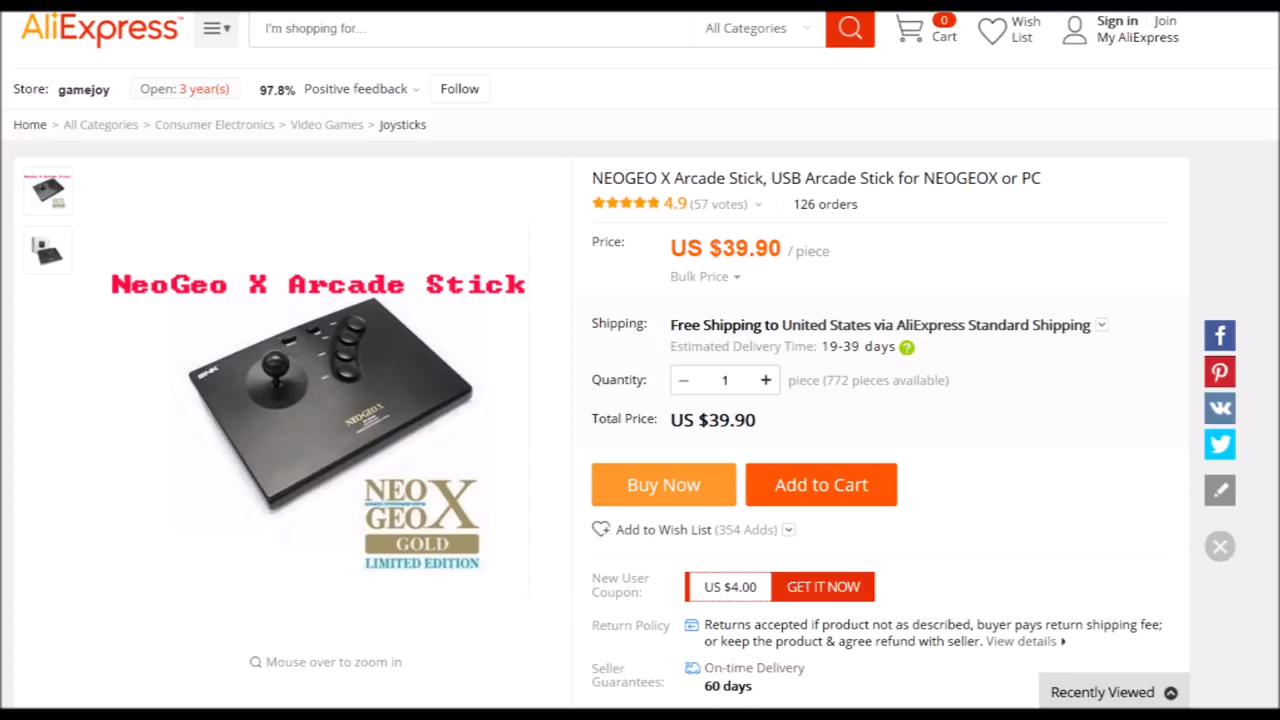 AliExpress™
I'm shopping for...
All Categories
0
Cart
Wish List
Sign in | Join
My AliExpress
Store: gamejoy
Open: 3 year(s)
97.8% Positive feedback
Follow
Home > All Categories > Consumer Electronics > Video Games > Joysticks
NeoGeo X Arcade Stick
SNK
NEOGEO X
NEO GEO X
GOLD
LIMITED EDITION
Mouse over to zoom in
NEOGEO X Arcade Stick, USB Arcade Stick for NEOGEOX or PC
4.9 (57 votes)
126 orders
Price: US $39.90 / piece
Bulk Price
Shipping: Free Shipping to United States via AliExpress Standard Shipping
Estimated Delivery Time: 19-39 days ?
Quantity: − 1 + piece (772 pieces available)
Total Price: US $39.90
Buy Now
Add to Cart
Add to Wish List (354 Adds)
New User Coupon: US $4.00 GET IT NOW
Return Policy
Returns accepted if product not as described, buyer pays return shipping fee;
or keep the product & agree refund with seller. View details
Seller Guarantees:
On-time Delivery
60 days
Recently Viewed